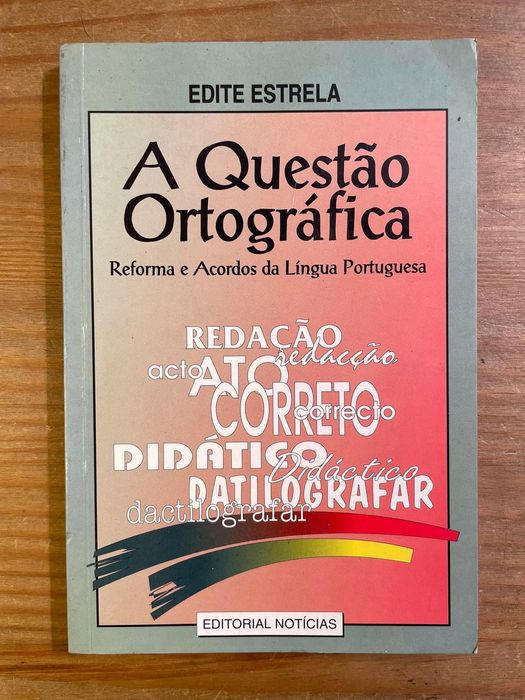 EDITE ESTRELA
A Questão
Ortográfica
Reforma e Acordos da Língua Portuguesa
REDAÇÃO
redacção
acto
ATO
CORRETO
correcto
DIDÁTICO
Didáctico
DATILOGRAFAR
dactilografar
EDITORIAL NOTÍCIAS